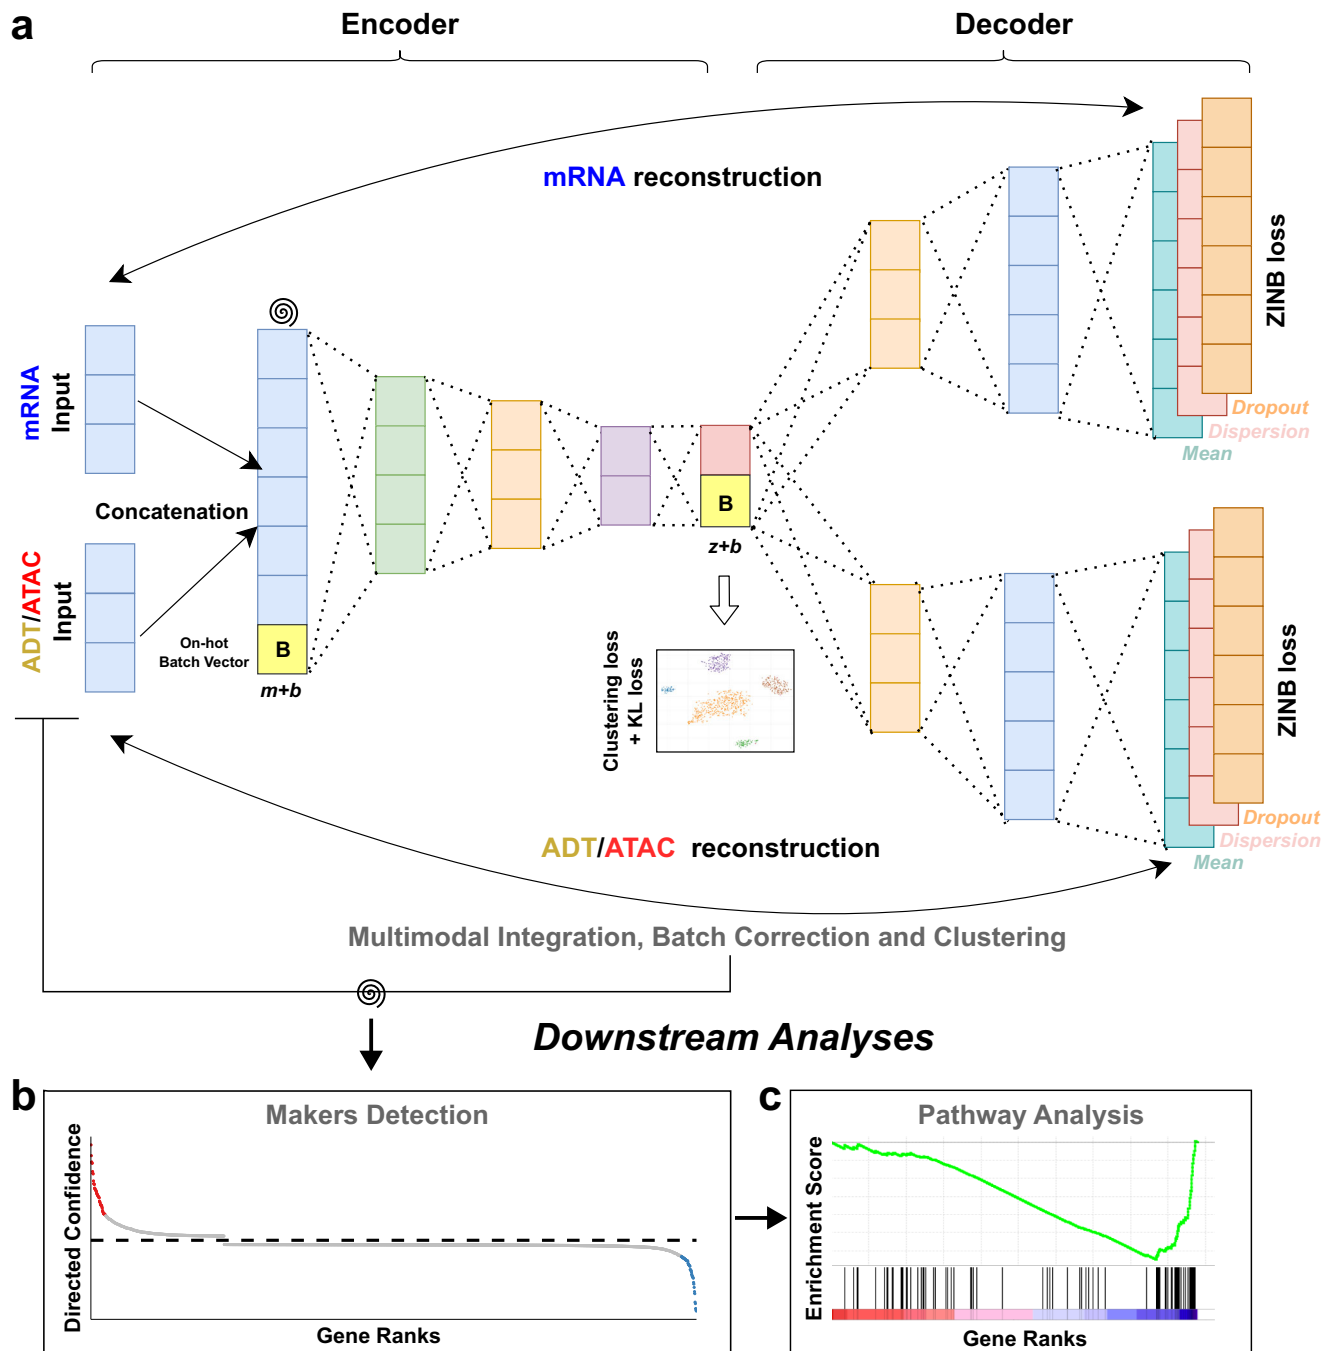 a
Encoder
Decoder
mRNA reconstruction
mRNA
Input
ZINB loss
Dropout
Dispersion
Mean
Concatenation
B
z+b
ADT/ATAC
Input
On-hot
Batch Vector
B
m+b
Clustering loss
+ KL loss
ZINB loss
Dropout
Dispersion
Mean
ADT/ATAC reconstruction
Multimodal Integration, Batch Correction and Clustering
Downstream Analyses
b
Makers Detection
Directed Confidence
Gene Ranks
c
Pathway Analysis
Enrichment Score
Gene Ranks